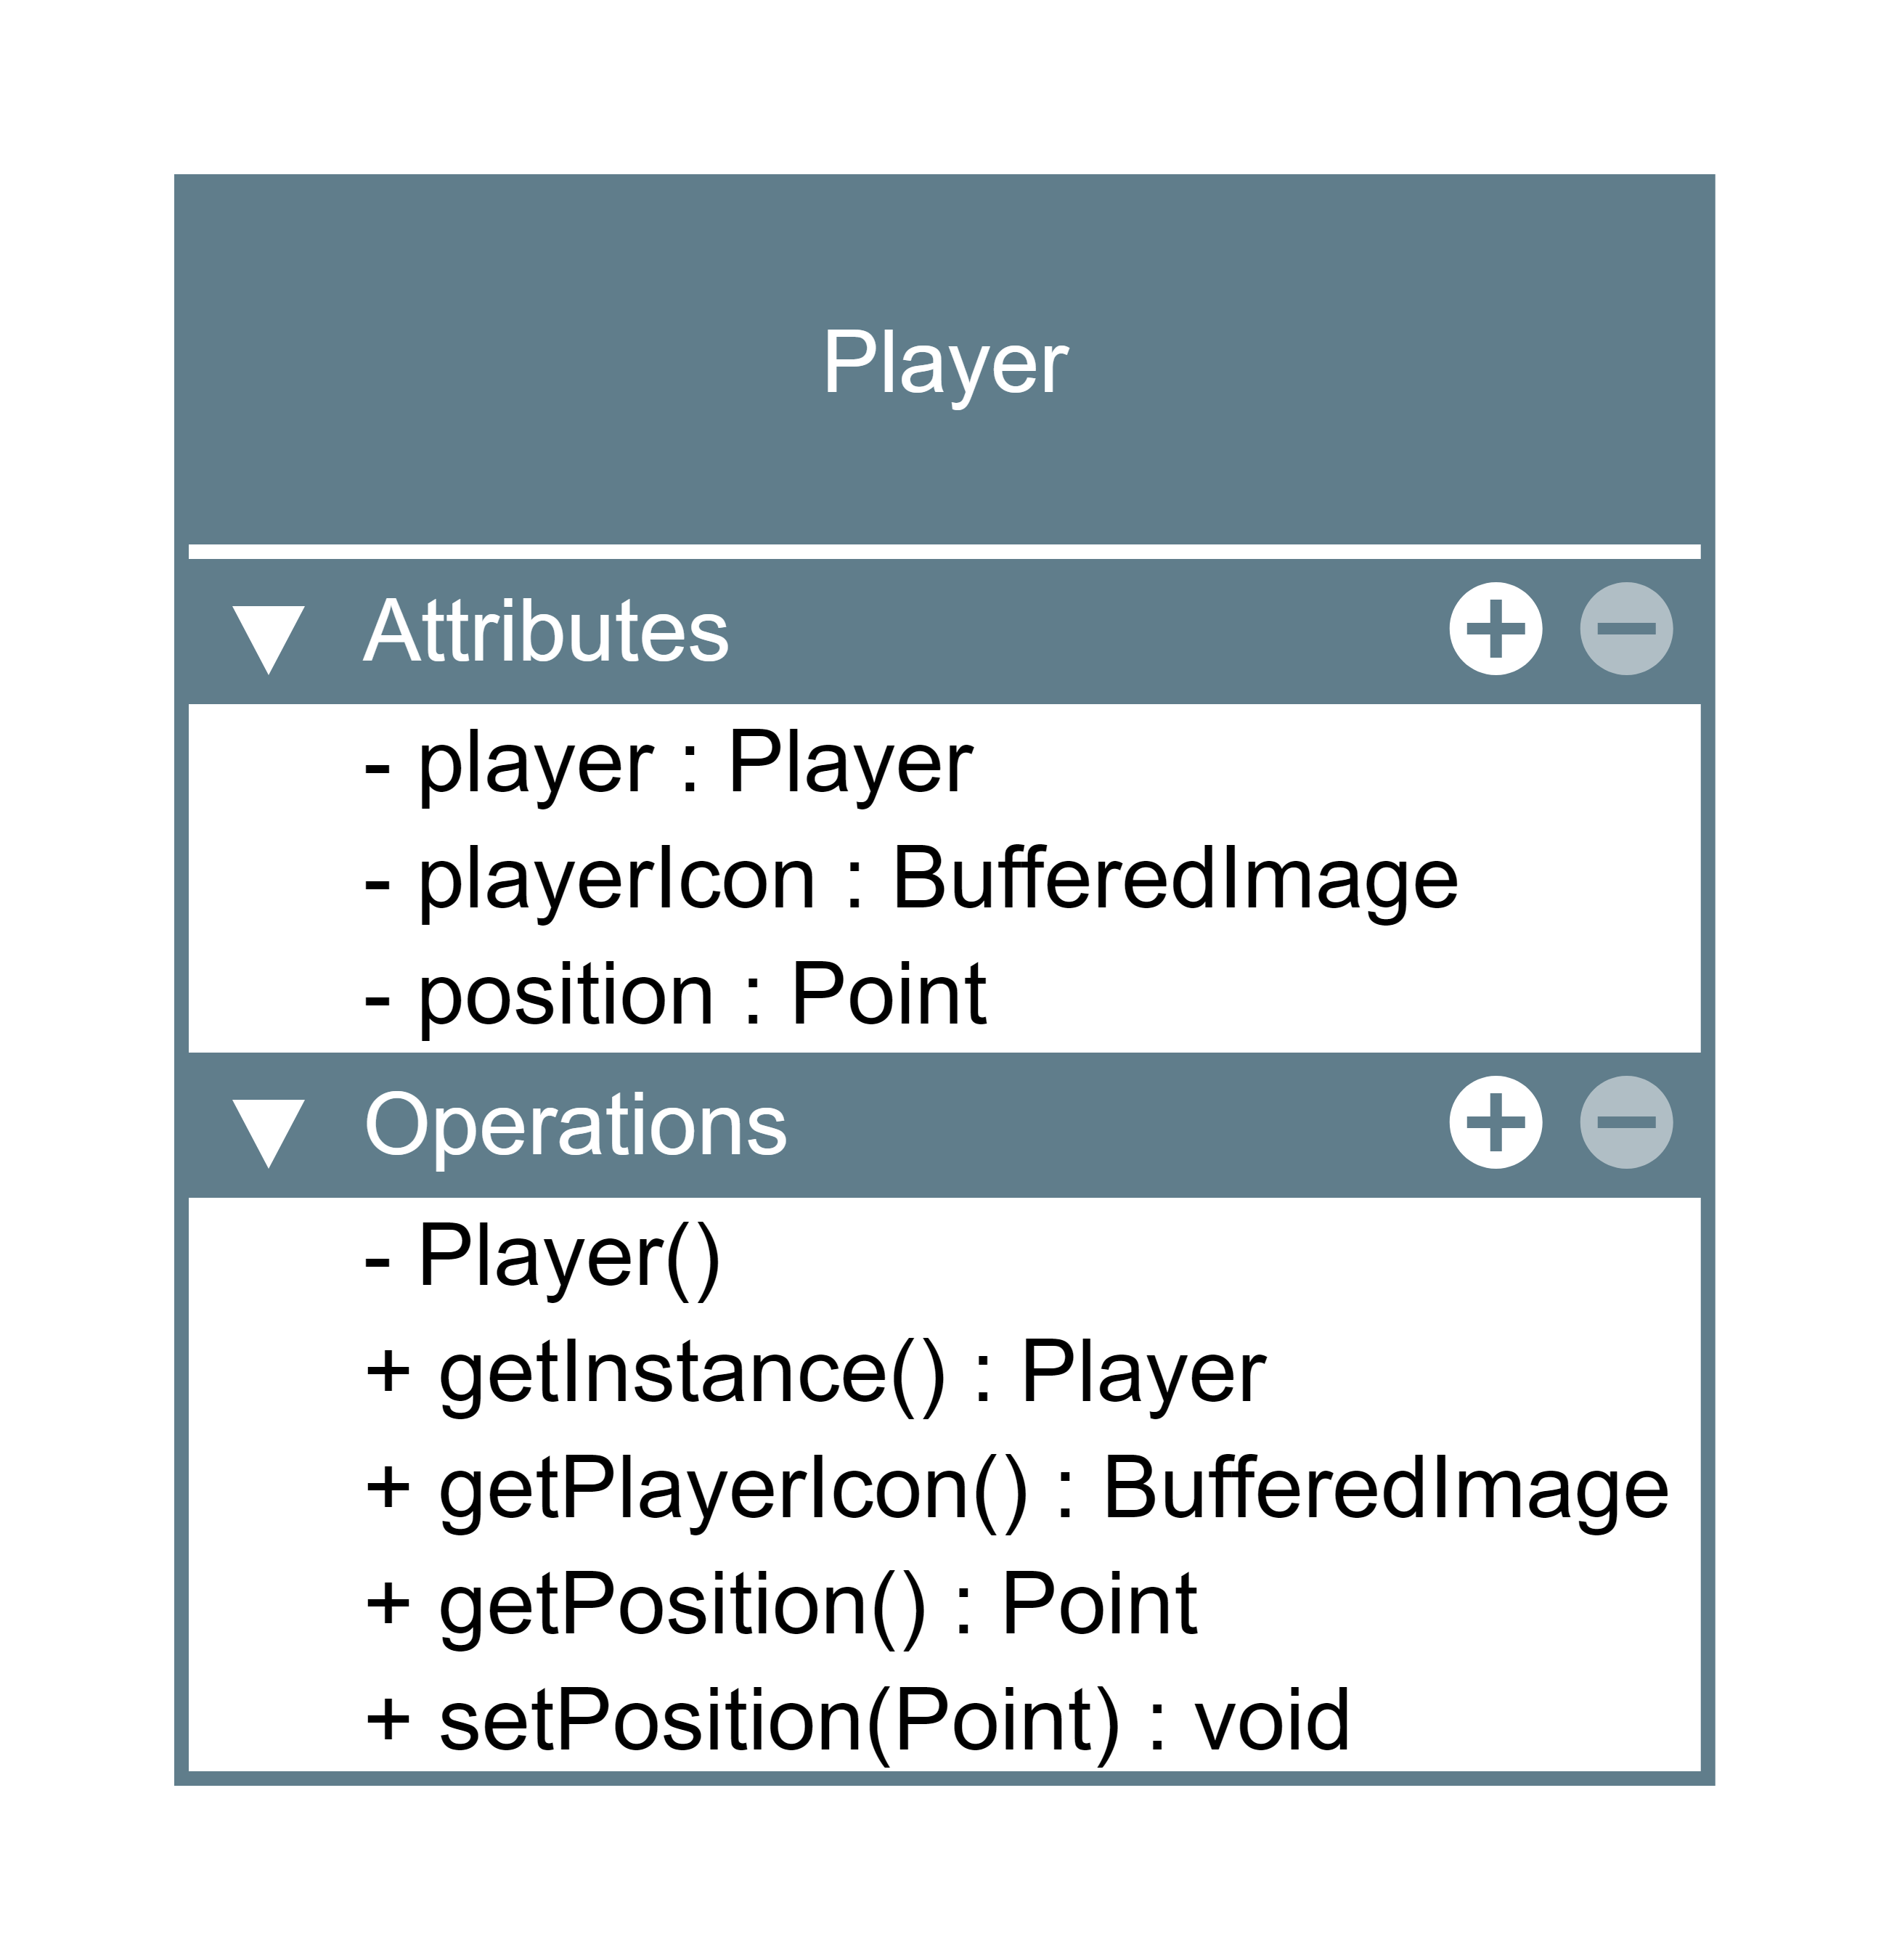 Player
Attributes
- player : Player
- playerIcon : BufferedImage
- position : Point
Operations
- Player()
+ getInstance() : Player
+ getPlayerIcon() : BufferedImage
+ getPosition() : Point
+ setPosition(Point) : void